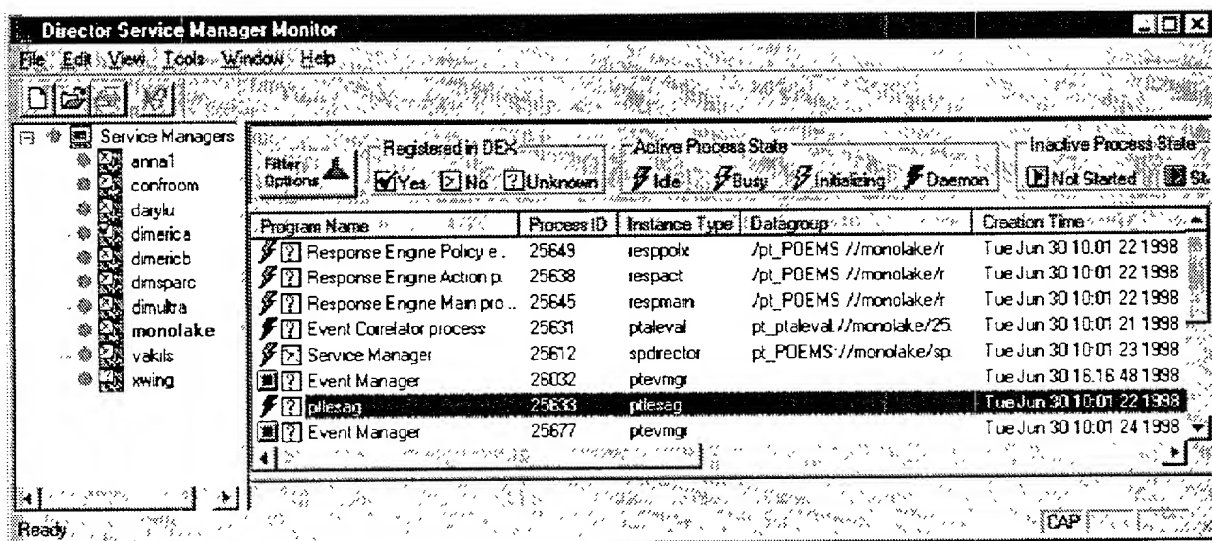 Director Service Manager Monitor
File Edit View Tools Window Help
Service Managers
anna1
confroom
darylu
dimerica
dimericb
dimsparc
dimultra
monolake
vakils
xwing
Filter Options
Registered in DEX
Yes No Unknown
Active Process State
Idle Busy Initializing Daemon
Inactive Process State
Not Started
Program Name Process ID Instance Type Datagroup Creation Time
Response Engine Policy e.. 25649 resppolx /pt_POEMS://monolake/r Tue Jun 30 10:01 22 1998
Response Engine Action p. 25638 respact /pt_POEMS://monolake/r Tue Jun 30 10:01 22 1998
Response Engine Main pro... 25645 respmain /pt_POEMS://monolake/r Tue Jun 30 10:01 22 1998
Event Correlator process 25631 ptaleval pt_ptaleval://monolake/25. Tue Jun 30 10:01 21 1998
Service Manager 25612 spdirector pt_POEMS://monolake/sp. Tue Jun 30 10:01 23 1998
Event Manager 26032 ptevmgr Tue Jun 30 16:16 48 1998
25633 Tue Jun 30 10:01 22 1998
Event Manager 25677 ptevmgr Tue Jun 30 10:01 24 1998
Ready
CAP